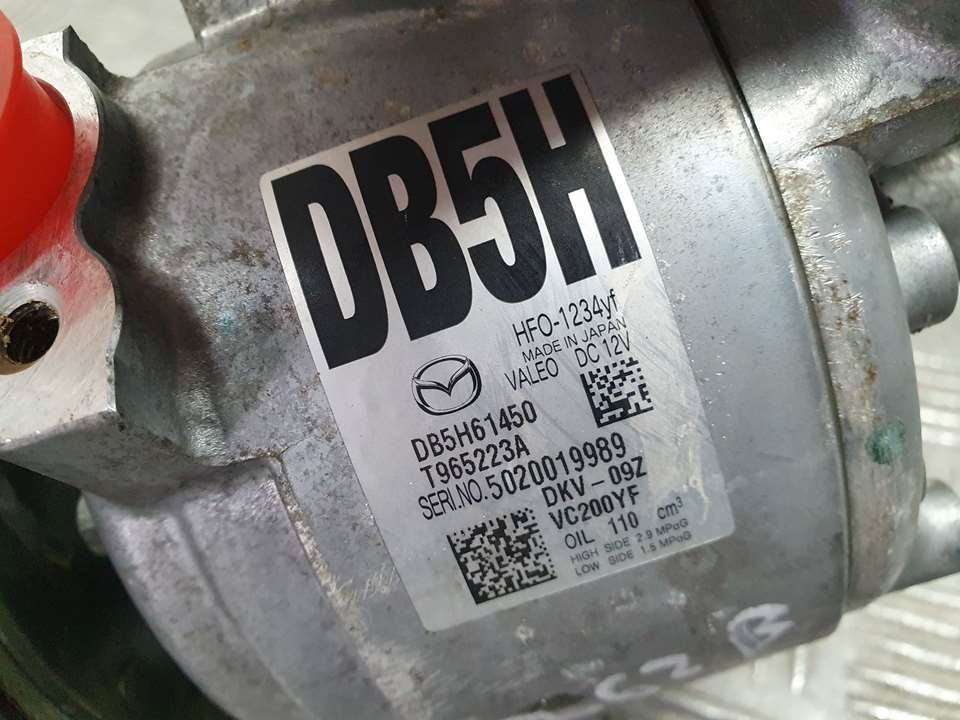 DB5H
HFO-1234yf
MADE IN JAPAN
VALEO DC 12V
DB5H61450
T965223A
SERI.NO.5020019989
DKV-09Z
VC200YF
OIL 110 cm³
HIGH SIDE 2.9 MPaG
LOW SIDE 1.5 MPaG